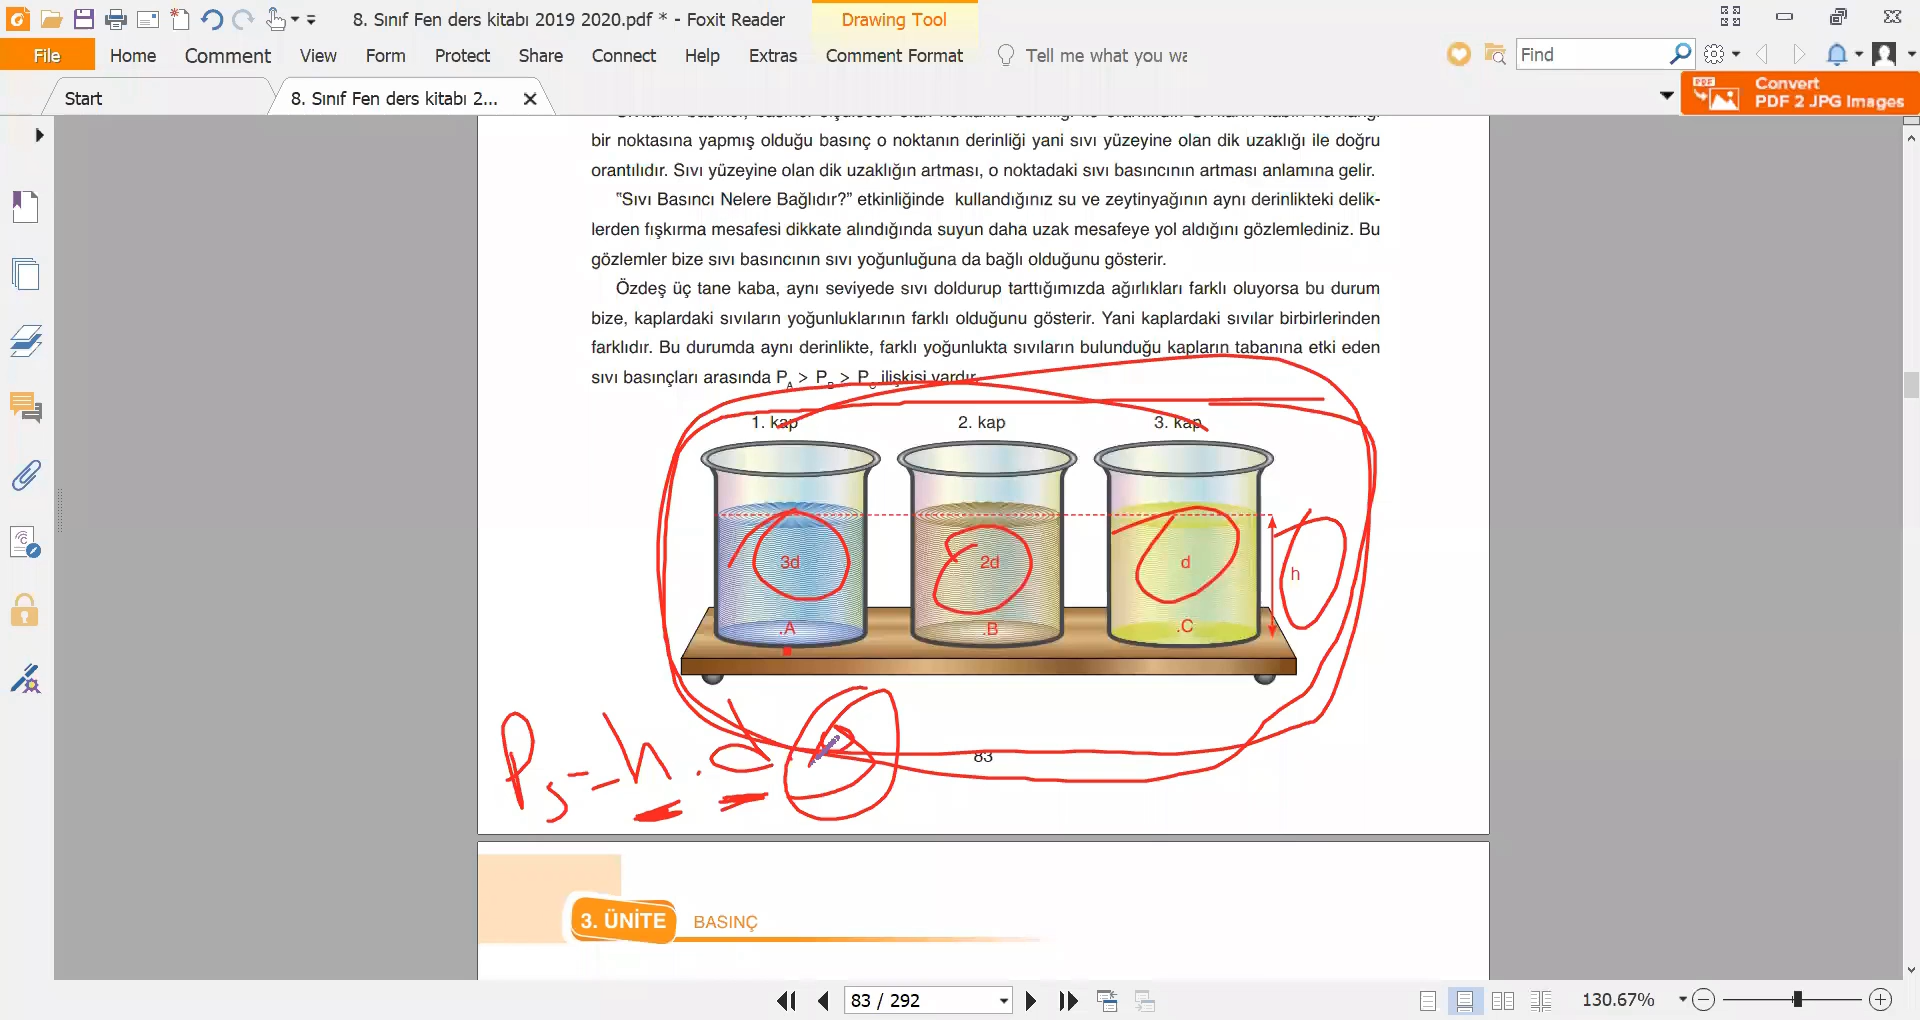 8. Sınıf Fen ders kitabı 2019 2020.pdf * - Foxit Reader
Drawing Tool
File Home Comment View Form Protect Share Connect Help Extras Comment Format Tell me what you wa
Find
Start
8. Sınıf Fen ders kitabı 2...
PDF Convert
PDF 2 JPG Images
bir noktasına yapmış olduğu basınç o noktanın derinliği yani sıvı yüzeyine olan dik uzaklığı ile doğru
orantılıdır. Sıvı yüzeyine olan dik uzaklığın artması, o noktadaki sıvı basıncının artması anlamına gelir.
"Sıvı Basıncı Nelere Bağlıdır?" etkinliğinde kullandığınız su ve zeytinyağının aynı derinlikteki delik-
lerden fışkırma mesafesi dikkate alındığında suyun daha uzak mesafeye yol aldığını gözlemlediniz. Bu
gözlemler bize sıvı basıncının sıvı yoğunluğuna da bağlı olduğunu gösterir.
Özdeş üç tane kaba, aynı seviyede sıvı doldurup tarttığımızda ağırlıkları farklı oluyorsa bu durum
bize, kaplardaki sıvıların yoğunluklarının farklı olduğunu gösterir. Yani kaplardaki sıvılar birbirlerinden
farklıdır. Bu durumda aynı derinlikte, farklı yoğunlukta sıvıların bulunduğu kapların tabanına etki eden
sıvı basınçları arasında PA > PB > PC ilişkisi vardır.
1. kap 2. kap 3. kap
3d 2d d h
.A .B .C
Ps = h . d
83
3. ÜNİTE BASINÇ
83 / 292
130.67%